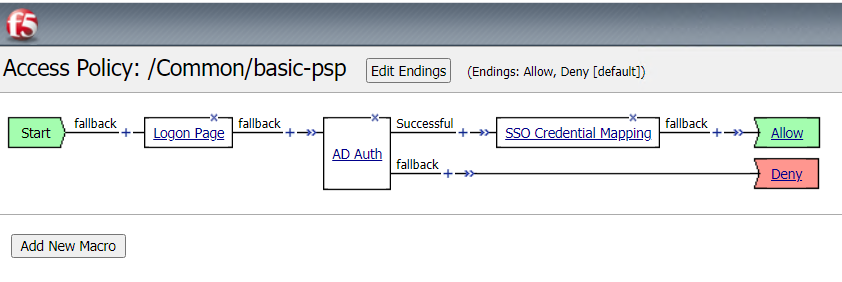 f5
Access Policy: /Common/basic-psp Edit Endings (Endings: Allow, Deny [default])
Start fallback + Logon Page x fallback + AD Auth x Successful + SSO Credential Mapping x fallback + Allow
fallback + Deny
Add New Macro